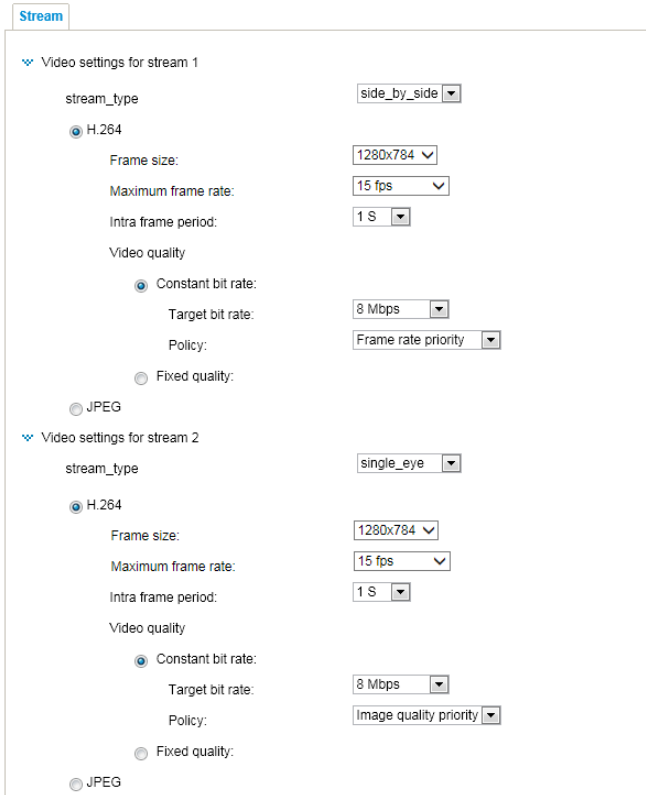 Stream
Video settings for stream 1
stream_type side_by_side
H.264
Frame size: 1280x784
Maximum frame rate: 15 fps
Intra frame period: 1 S
Video quality
Constant bit rate:
Target bit rate: 8 Mbps
Policy: Frame rate priority
Fixed quality:
JPEG
Video settings for stream 2
stream_type single_eye
H.264
Frame size: 1280x784
Maximum frame rate: 15 fps
Intra frame period: 1 S
Video quality
Constant bit rate:
Target bit rate: 8 Mbps
Policy: Image quality priority
Fixed quality:
JPEG